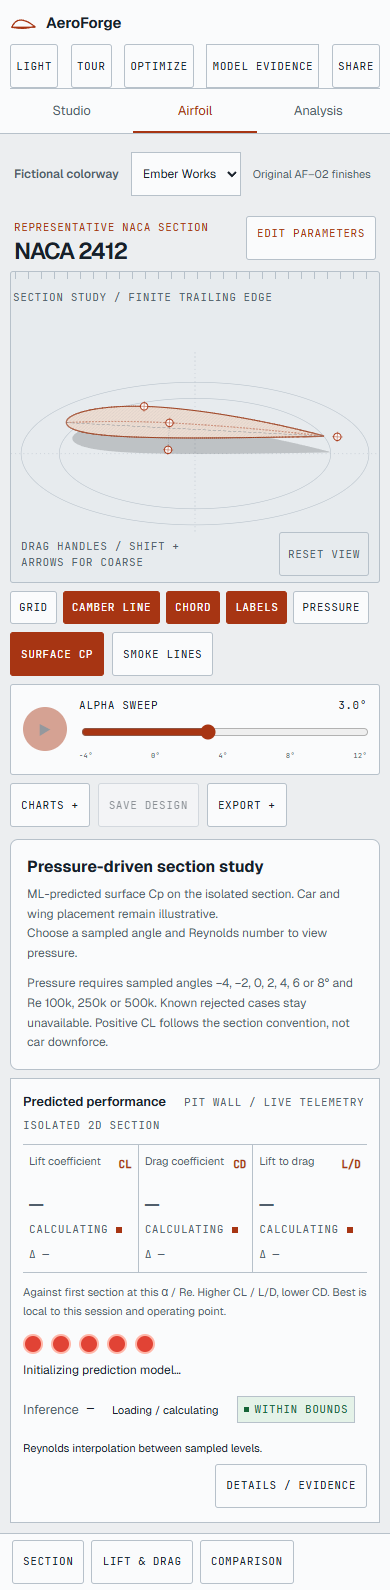 AeroForge
LIGHT
TOUR
OPTIMIZE
MODEL EVIDENCE
SHARE
Studio
Airfoil
Analysis
Fictional colorway
Ember Works
Original AF–02 finishes
REPRESENTATIVE NACA SECTION
NACA 2412
EDIT PARAMETERS
SECTION STUDY / FINITE TRAILING EDGE
DRAG HANDLES / SHIFT +
ARROWS FOR COARSE
RESET VIEW
GRID
CAMBER LINE
CHORD
LABELS
PRESSURE
SURFACE CP
SMOKE LINES
ALPHA SWEEP
3.0°
-4°
0°
4°
8°
12°
CHARTS +
SAVE DESIGN
EXPORT +
Pressure-driven section study
ML-predicted surface Cp on the isolated section. Car and
wing placement remain illustrative.
Choose a sampled angle and Reynolds number to view
pressure.
Pressure requires sampled angles −4, −2, 0, 2, 4, 6 or 8° and
Re 100k, 250k or 500k. Known rejected cases stay
unavailable. Positive CL follows the section convention, not
car downforce.
Predicted performance
PIT WALL / LIVE TELEMETRY
ISOLATED 2D SECTION
Lift coefficient CL
—
CALCULATING
Δ —
Drag coefficient CD
—
CALCULATING
Δ —
Lift to drag L/D
—
CALCULATING
Δ —
Against first section at this α / Re. Higher CL / L/D, lower CD. Best is
local to this session and operating point.
Initializing prediction model…
Inference —
Loading / calculating
WITHIN BOUNDS
Reynolds interpolation between sampled levels.
DETAILS / EVIDENCE
SECTION
LIFT & DRAG
COMPARISON